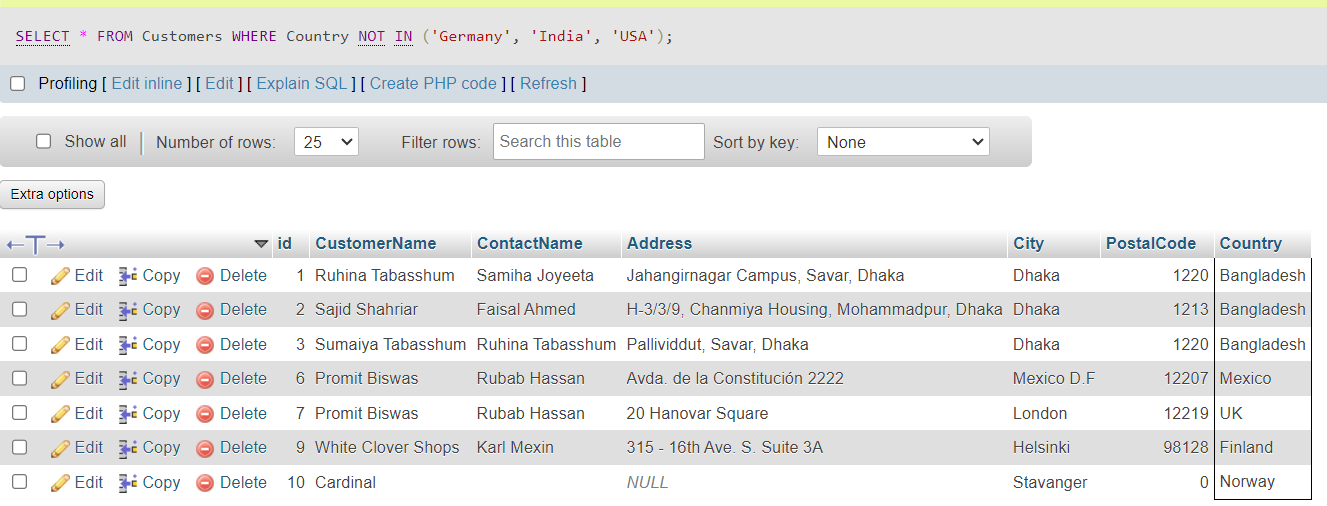 SELECT * FROM Customers WHERE Country NOT IN ('Germany', 'India', 'USA');
Profiling [ Edit inline ] [ Edit ] [ Explain SQL ] [ Create PHP code ] [ Refresh ]
Show all Number of rows: 25 Filter rows: Search this table Sort by key: None
Extra options
←T→ id CustomerName ContactName Address City PostalCode Country
Edit Copy Delete 1 Ruhina Tabasshum Samiha Joyeeta Jahangirnagar Campus, Savar, Dhaka Dhaka 1220 Bangladesh
Edit Copy Delete 2 Sajid Shahriar Faisal Ahmed H-3/3/9, Chanmiya Housing, Mohammadpur, Dhaka Dhaka 1213 Bangladesh
Edit Copy Delete 3 Sumaiya Tabasshum Ruhina Tabasshum Pallividdut, Savar, Dhaka Dhaka 1220 Bangladesh
Edit Copy Delete 6 Promit Biswas Rubab Hassan Avda. de la Constitución 2222 Mexico D.F 12207 Mexico
Edit Copy Delete 7 Promit Biswas Rubab Hassan 20 Hanovar Square London 12219 UK
Edit Copy Delete 9 White Clover Shops Karl Mexin 315 - 16th Ave. S. Suite 3A Helsinki 98128 Finland
Edit Copy Delete 10 Cardinal NULL Stavanger 0 Norway